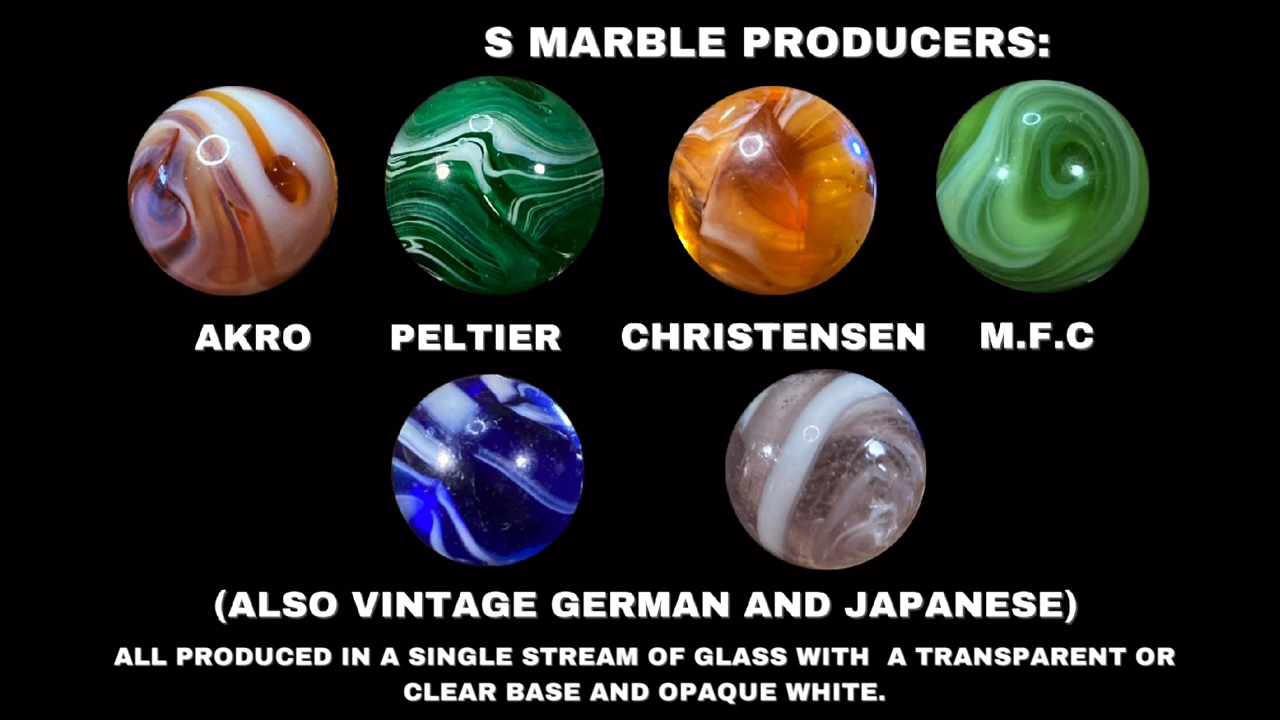 S MARBLE PRODUCERS:
AKRO PELTIER CHRISTENSEN M.F.C
(ALSO VINTAGE GERMAN AND JAPANESE)
ALL PRODUCED IN A SINGLE STREAM OF GLASS WITH A TRANSPARENT OR
CLEAR BASE AND OPAQUE WHITE.